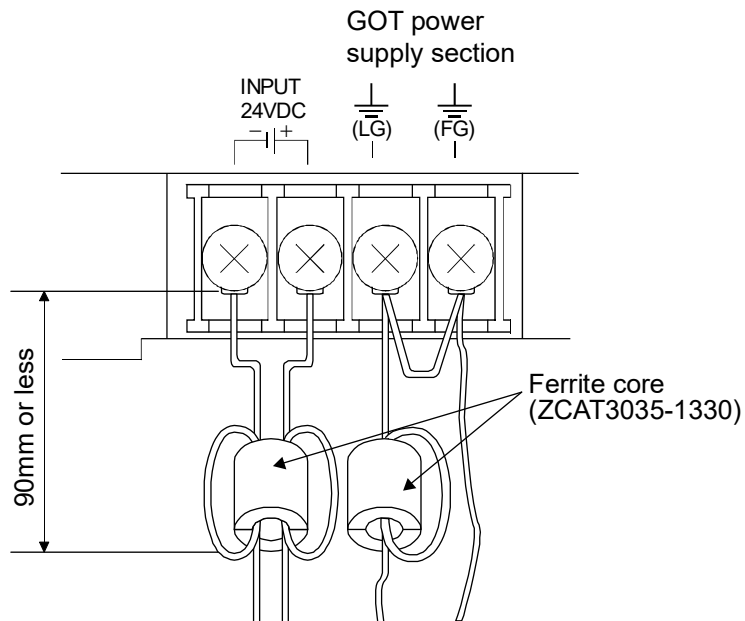 GOT power
supply section
INPUT
24VDC
− +
(LG)
(FG)
90mm or less
Ferrite core
(ZCAT3035-1330)